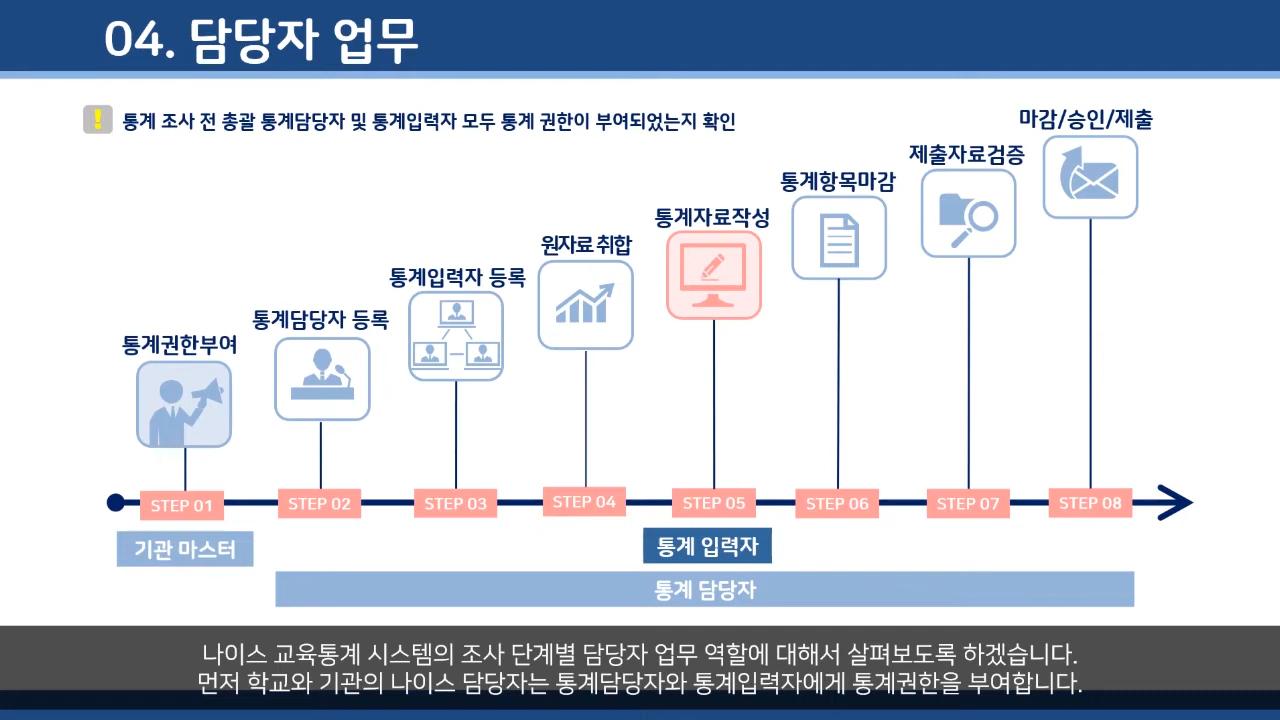 04. 담당자 업무
! 통계 조사 전 총괄 통계담당자 및 통계입력자 모두 통계 권한이 부여되었는지 확인
마감/승인/제출
제출자료검증
통계항목마감
통계자료작성
원자료 취합
통계입력자 등록
통계담당자 등록
통계권한부여
STEP 01
STEP 02
STEP 03
STEP 04
STEP 05
STEP 06
STEP 07
STEP 08
기관 마스터
통계 입력자
통계 담당자
나이스 교육통계 시스템의 조사 단계별 담당자 업무 역할에 대해서 살펴보도록 하겠습니다.
먼저 학교와 기관의 나이스 담당자는 통계담당자와 통계입력자에게 통계권한을 부여합니다.